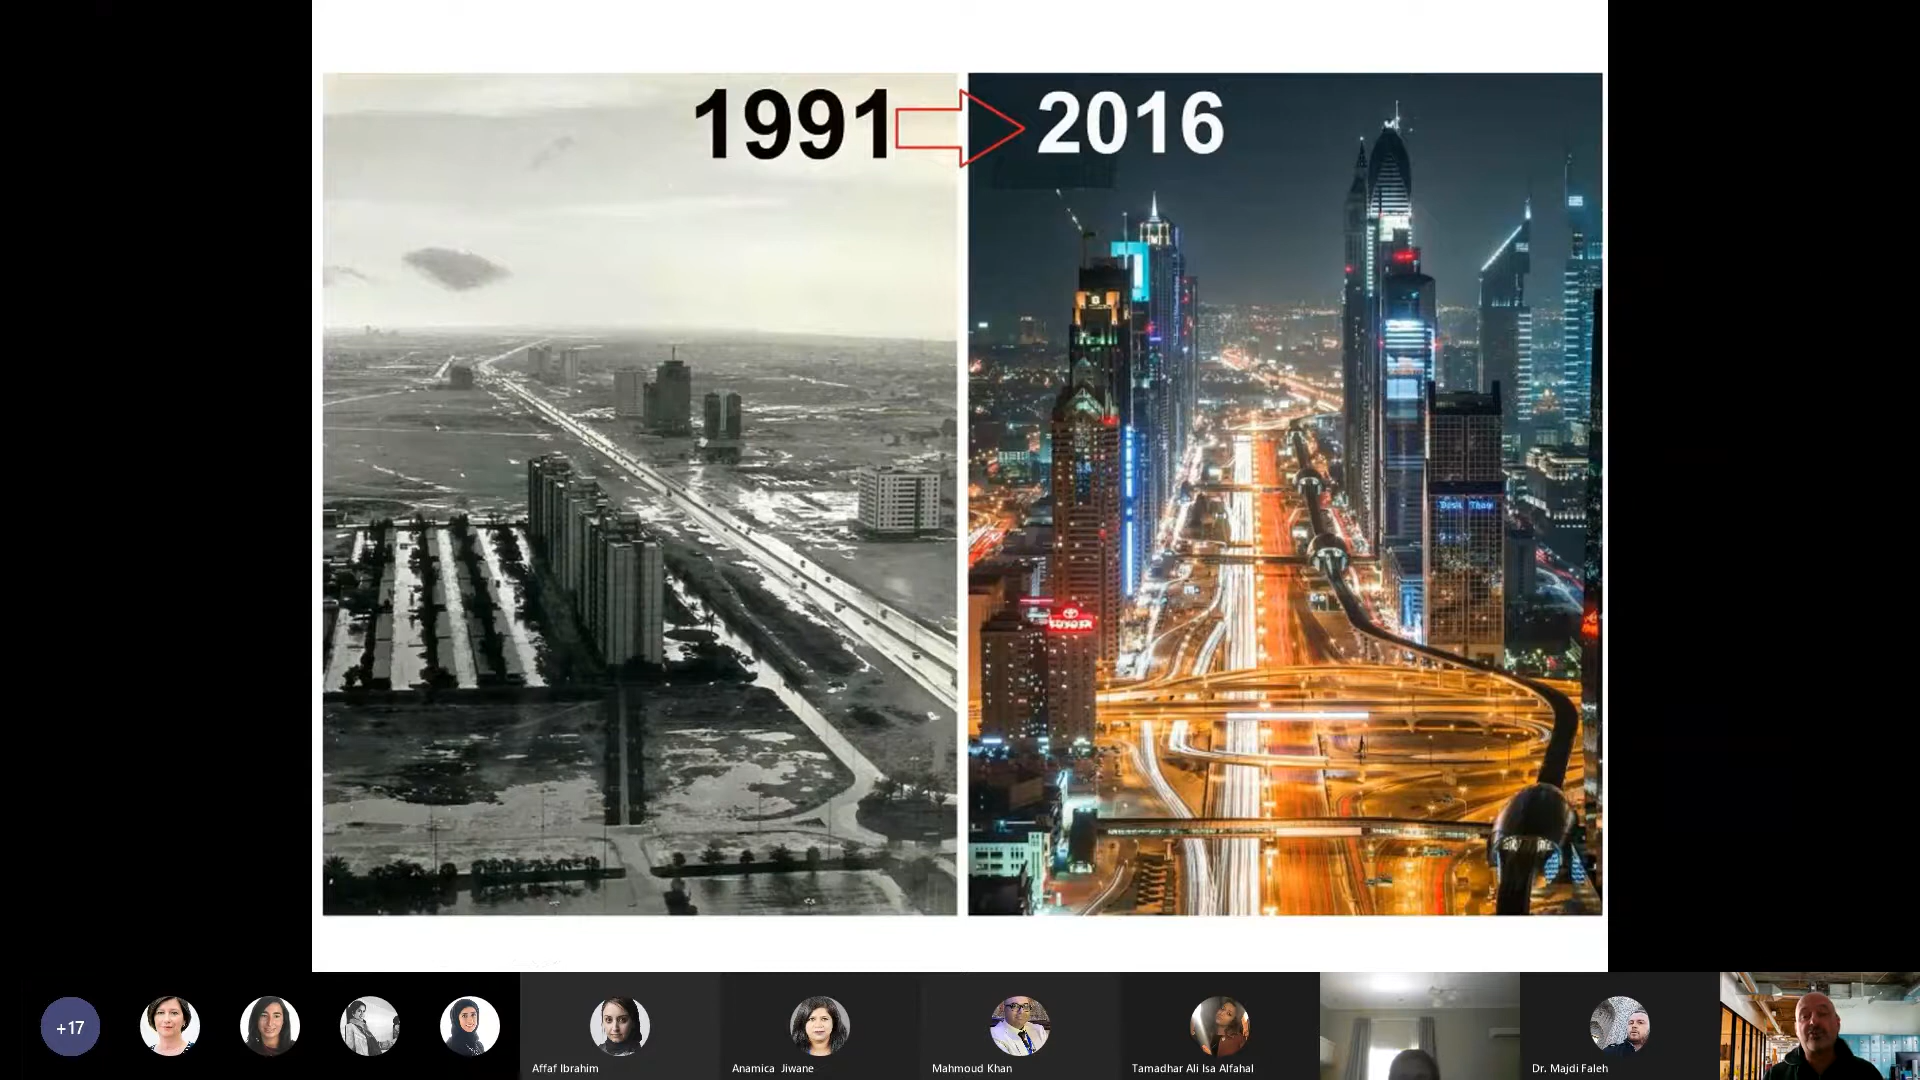 1991
2016
TOYOTA
+17
Affaf Ibrahim
Anamica Jiwane
Mahmoud Khan
Tamadhar Ali Isa Alfahal
Dr. Majdi Faleh